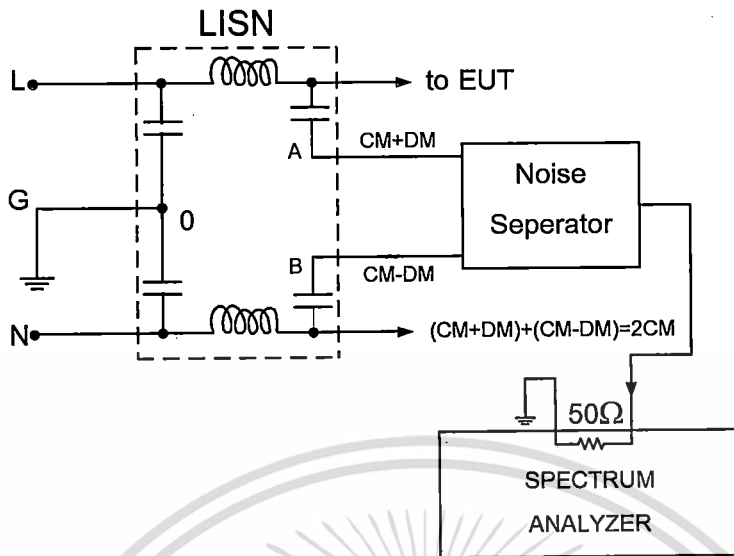 LISN
L
to EUT
A
CM+DM
Noise
Seperator
G
0
B
CM-DM
N
(CM+DM)+(CM-DM)=2CM
50Ω
SPECTRUM
ANALYZER